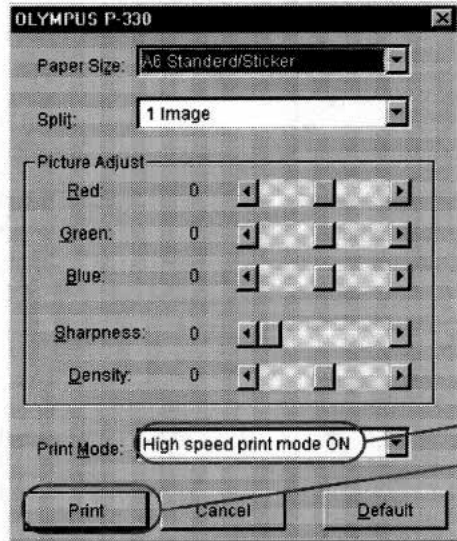 OLYMPUS P-330
Paper Size: A6 Standerd/Sticker
Split: 1 Image
Picture Adjust
Red: 0
Green: 0
Blue: 0
Sharpness: 0
Density: 0
Print Mode: High speed print mode ON
Print Cancel Default